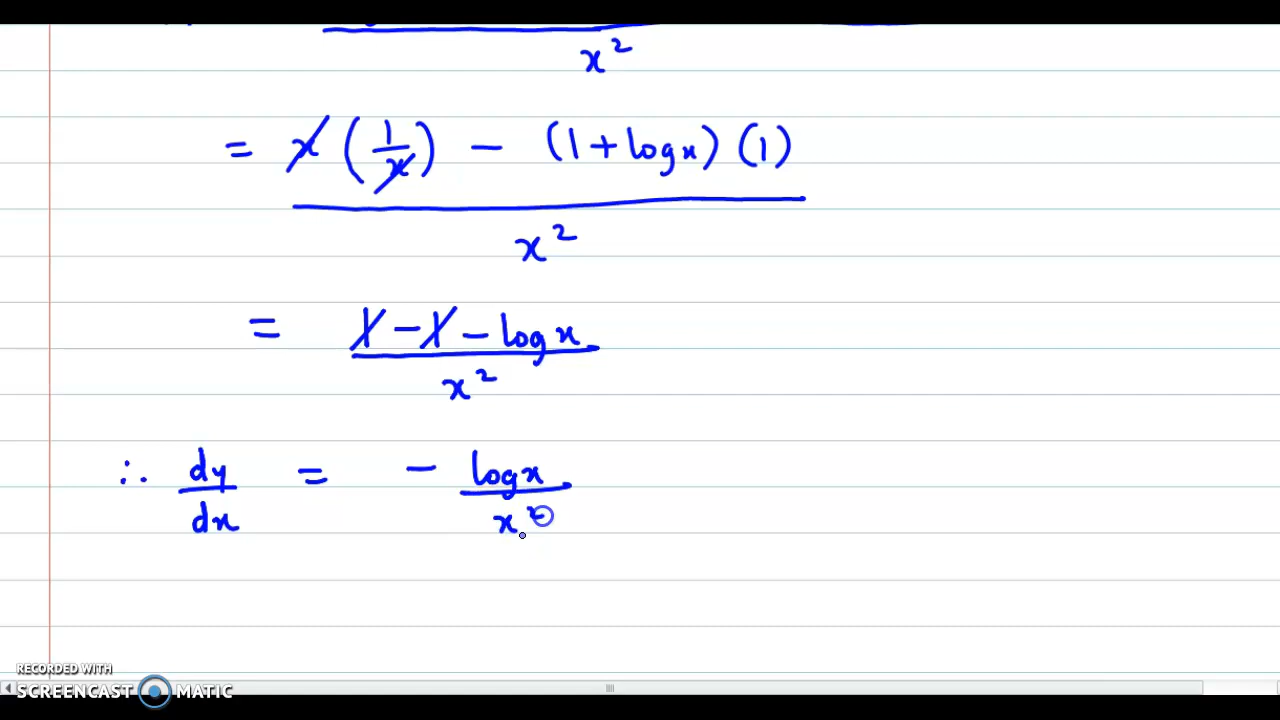 x²
= x (1/x) - (1 + log x) (1)
x²
= 1 - 1 - log x
x²
∴ dy/dx = - log x
x²
RECORDED WITH
SCREENCAST MATIC